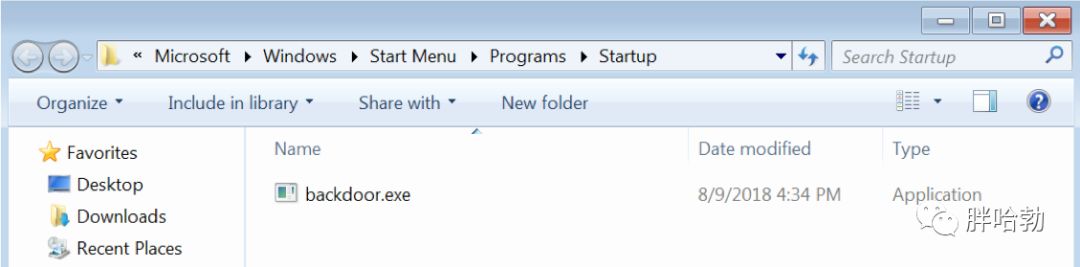 « Microsoft ▸ Windows ▸ Start Menu ▸ Programs ▸ Startup
Search Startup
Organize Include in library Share with New folder
Favorites
Desktop
Downloads
Recent Places
Name Date modified Type
backdoor.exe 8/9/2018 4:34 PM Application
胖哈勃